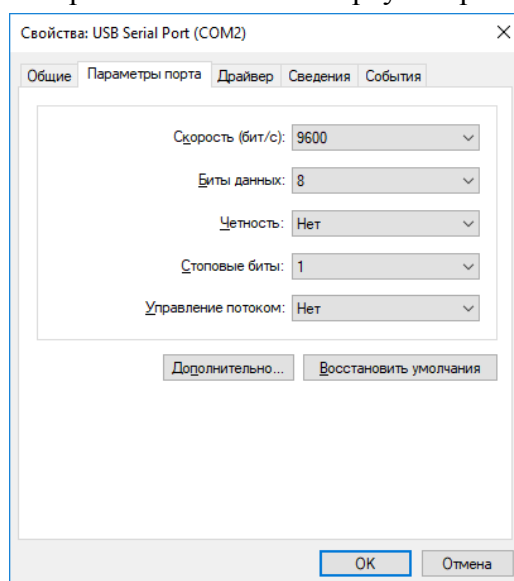 Свойства: USB Serial Port (COM2)
Общие Параметры порта Драйвер Сведения События
Скорость (бит/с): 9600
Биты данных: 8
Четность: Нет
Стоповые биты: 1
Управление потоком: Нет
Дополнительно... Восстановить умолчания
OK Отмена